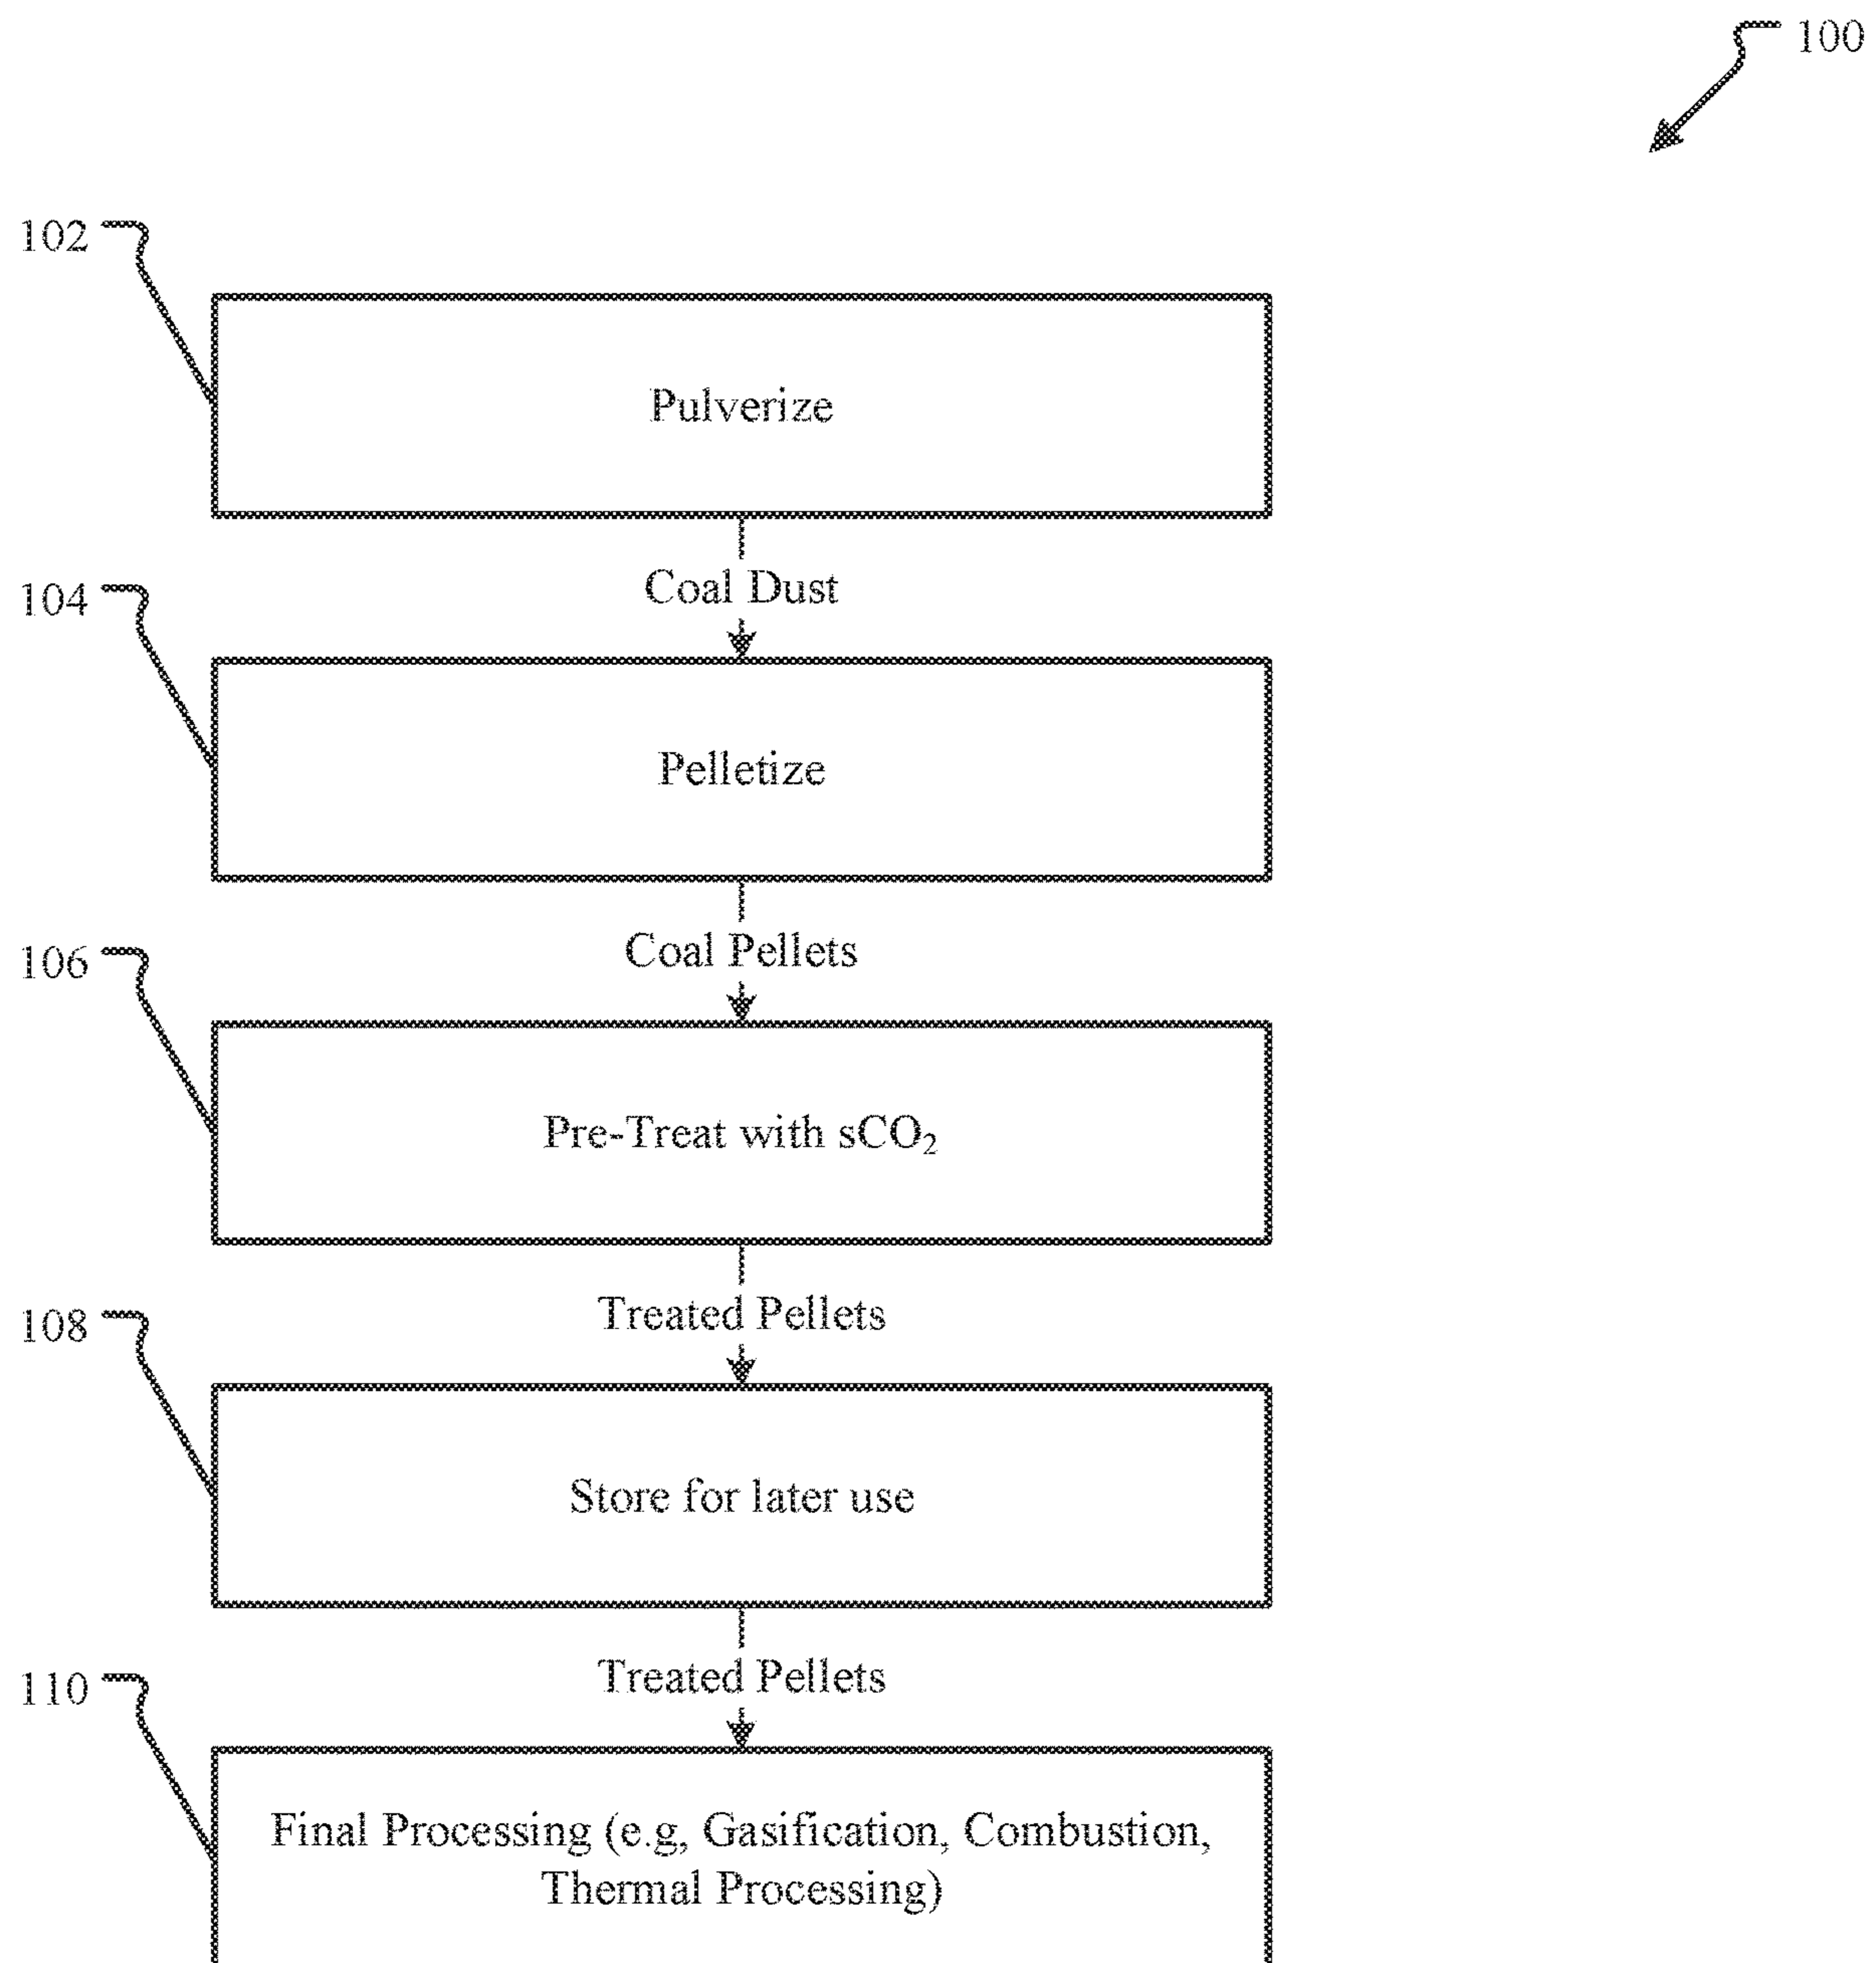 100
102
Pulverize
Coal Dust
104
Pelletize
Coal Pellets
106
Pre-Treat with sCO₂
Treated Pellets
108
Store for later use
Treated Pellets
110
Final Processing (e.g, Gasification, Combustion,
Thermal Processing)